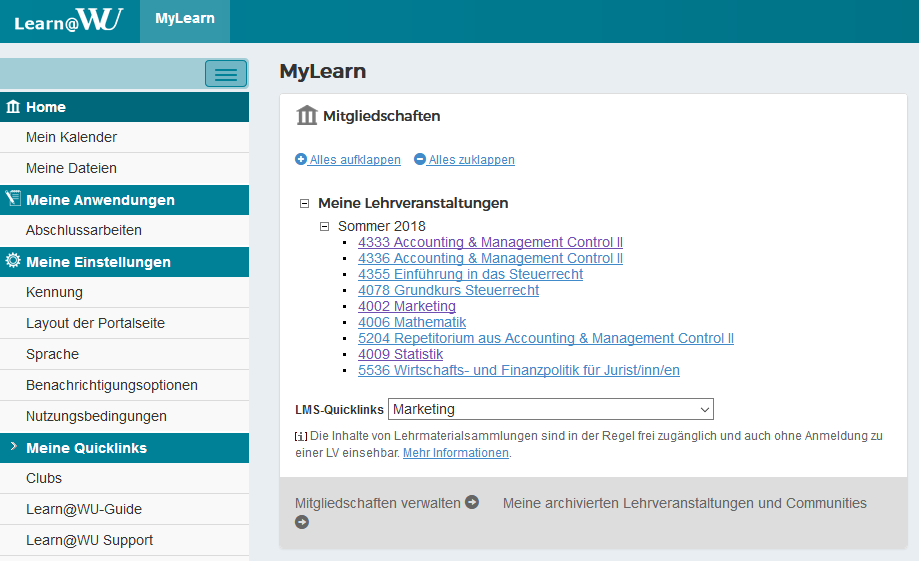 Learn@WU
MyLearn
Home
Mein Kalender
Meine Dateien
Meine Anwendungen
Abschlussarbeiten
Meine Einstellungen
Kennung
Layout der Portalseite
Sprache
Benachrichtigungsoptionen
Nutzungsbedingungen
Meine Quicklinks
Clubs
Learn@WU-Guide
Learn@WU Support
MyLearn
Mitgliedschaften
Alles aufklappen Alles zuklappen
Meine Lehrveranstaltungen
Sommer 2018
4333 Accounting & Management Control II
4336 Accounting & Management Control II
4355 Einführung in das Steuerrecht
4078 Grundkurs Steuerrecht
4002 Marketing
4006 Mathematik
5204 Repetitorium aus Accounting & Management Control II
4009 Statistik
5536 Wirtschafts- und Finanzpolitik für Jurist/inn/en
LMS-Quicklinks Marketing
[i] Die Inhalte von Lehrmaterialsammlungen sind in der Regel frei zugänglich und auch ohne Anmeldung zu
einer LV einsehbar. Mehr Informationen.
Mitgliedschaften verwalten Meine archivierten Lehrveranstaltungen und Communities